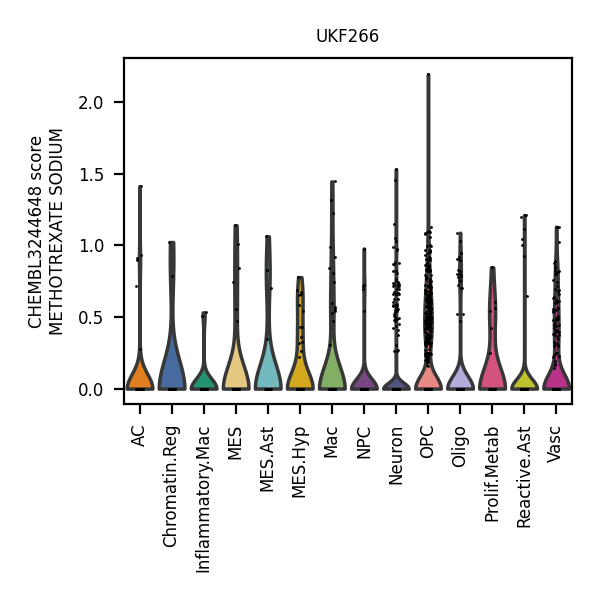 UKF266
CHEMBL3244648 score
METHOTREXATE SODIUM
2.0
1.5
1.0
0.5
0.0
AC
Chromatin.Reg
Inflammatory.Mac
MES
MES.Ast
MES.Hyp
Mac
NPC
Neuron
OPC
Oligo
Prolif.Metab
Reactive.Ast
Vasc